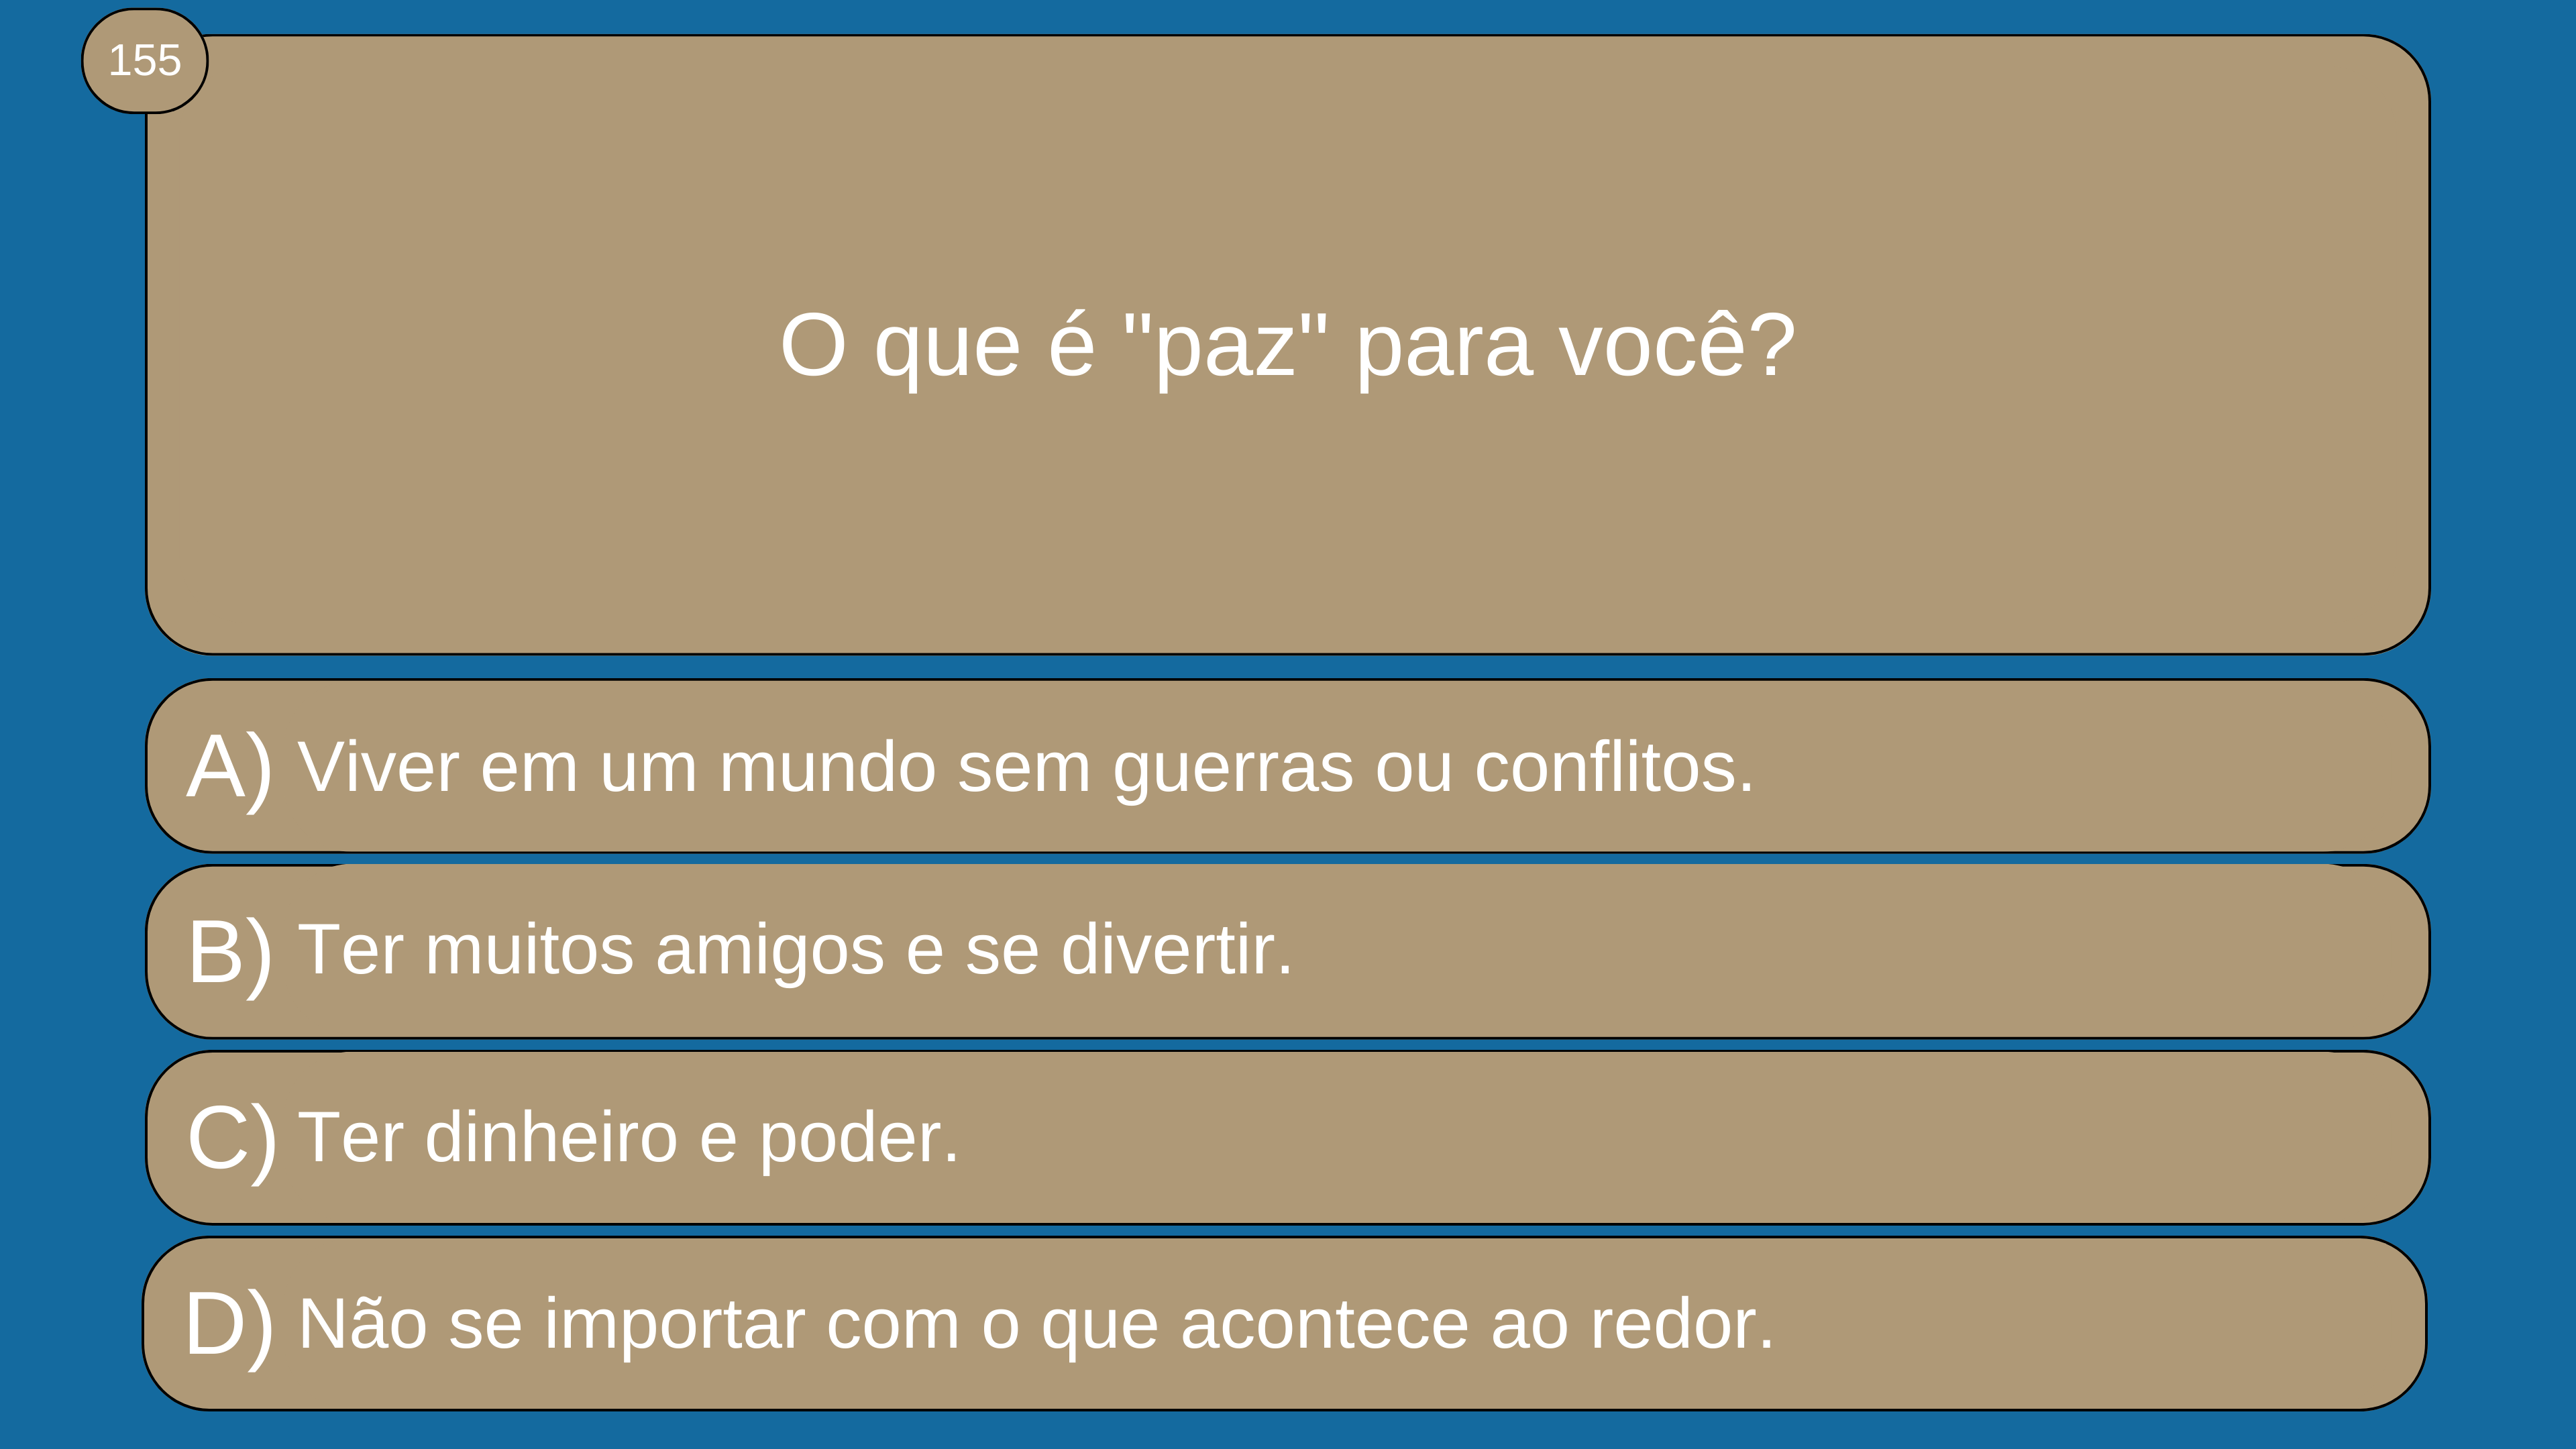 155
O que é "paz" para você?
A) Viver em um mundo sem guerras ou conflitos.
B) Ter muitos amigos e se divertir.
C) Ter dinheiro e poder.
D) Não se importar com o que acontece ao redor.